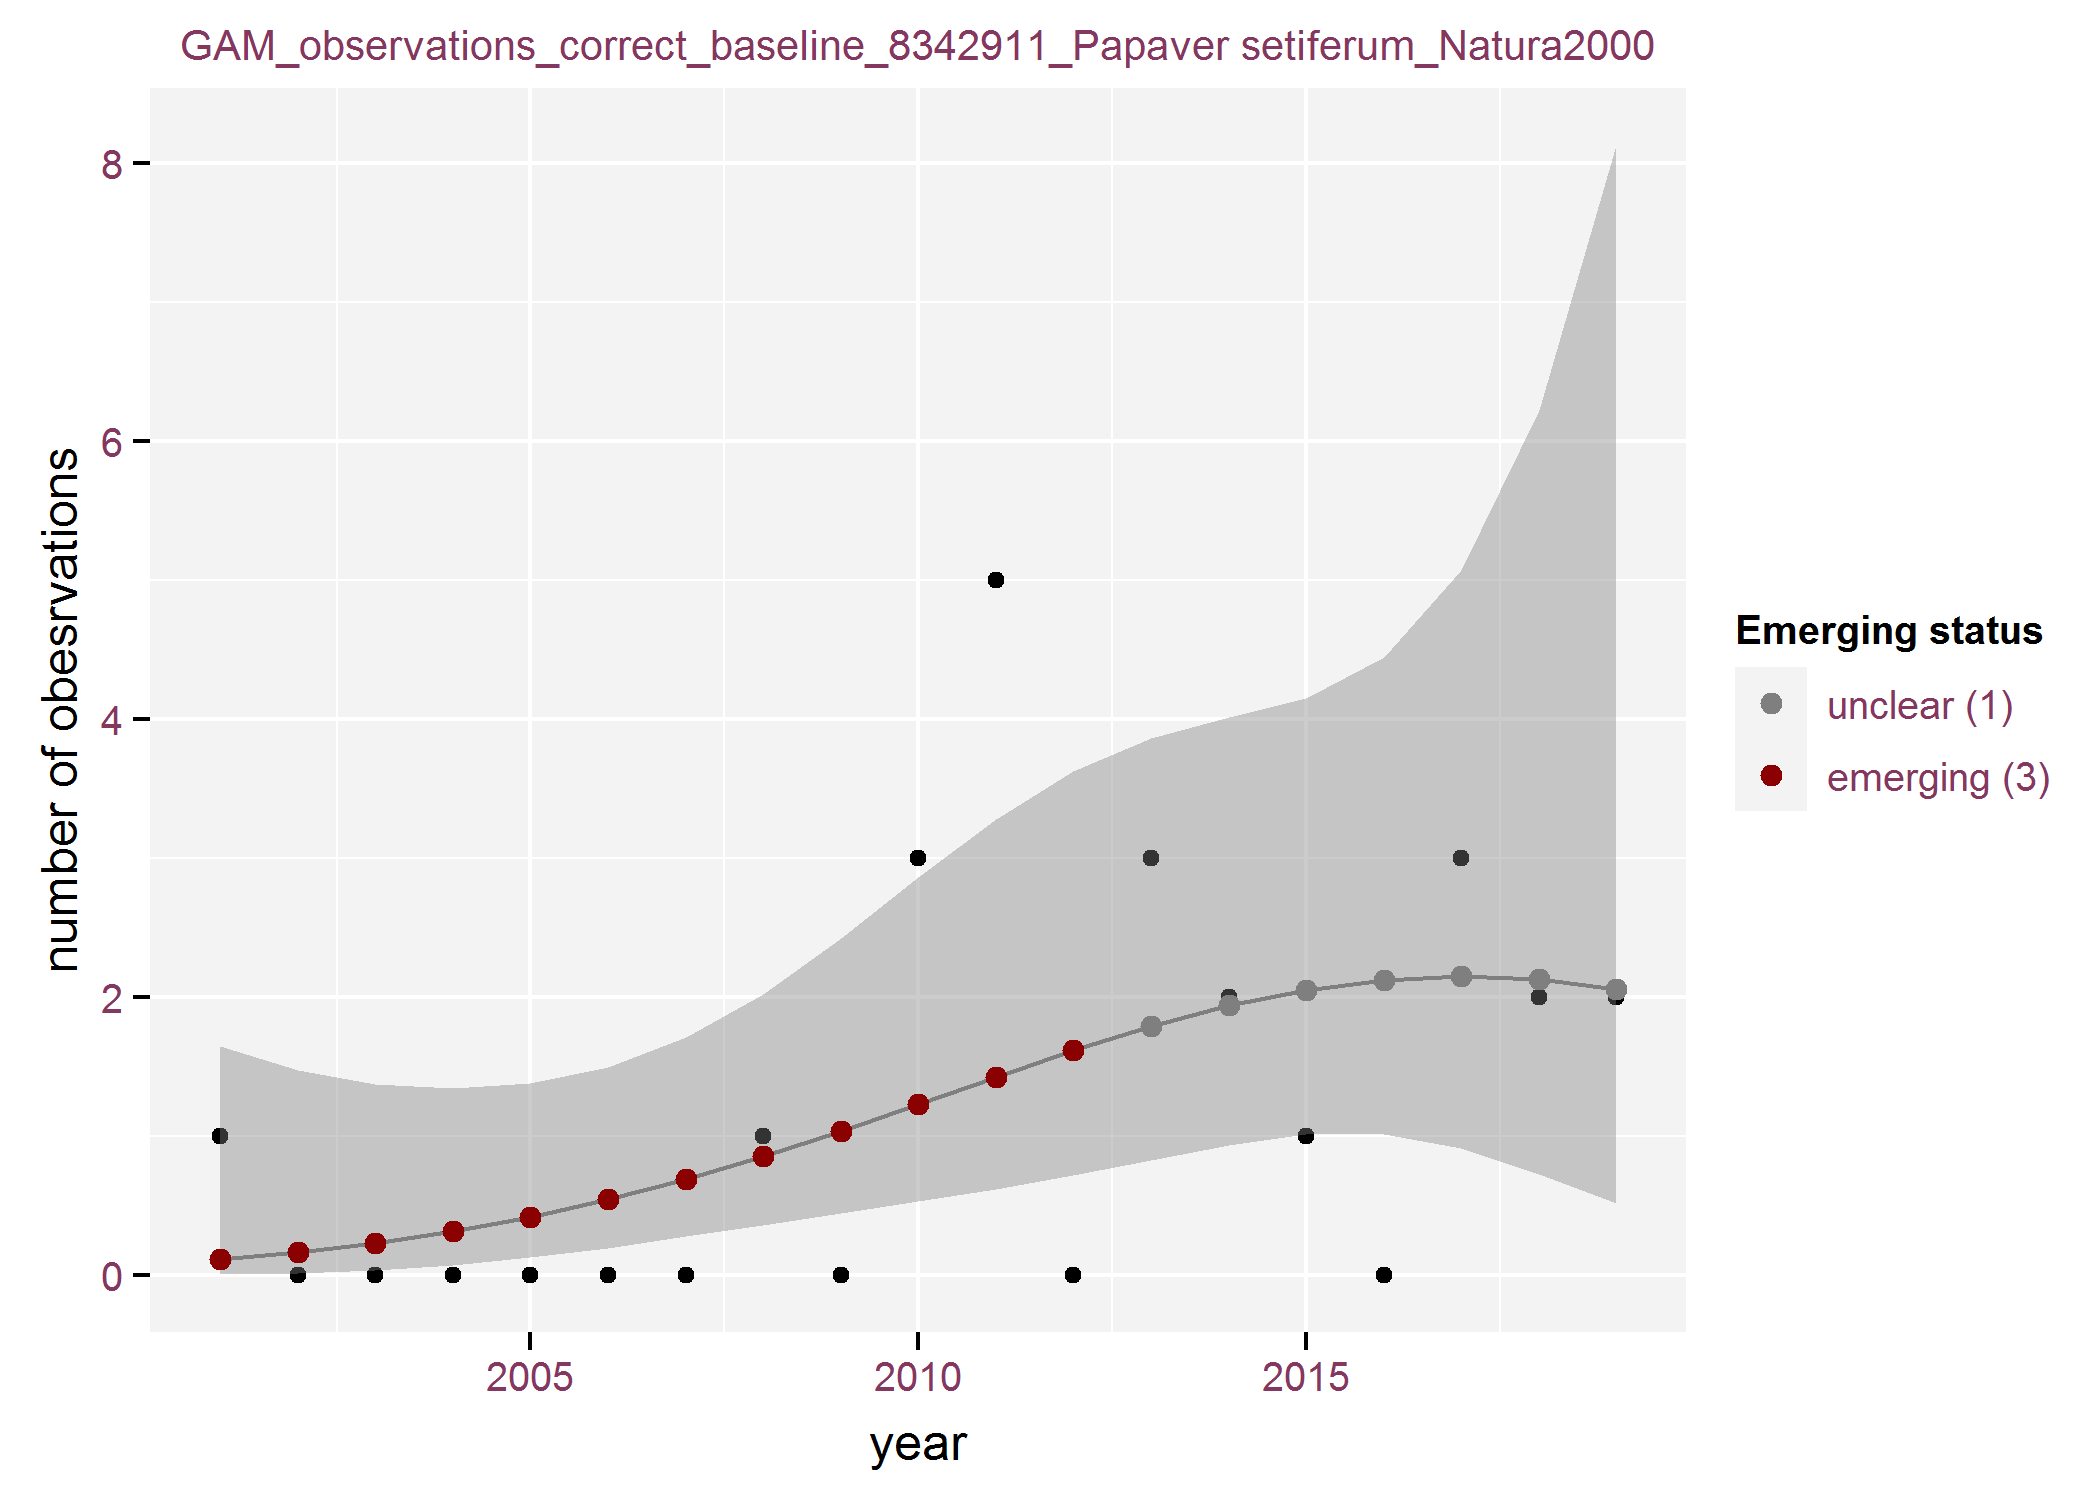 GAM_observations_correct_baseline_8342911_Papaver setiferum_Natura2000
8
6
4
2
0
number of obesrvations
2005
2010
2015
year
Emerging status
unclear (1)
emerging (3)